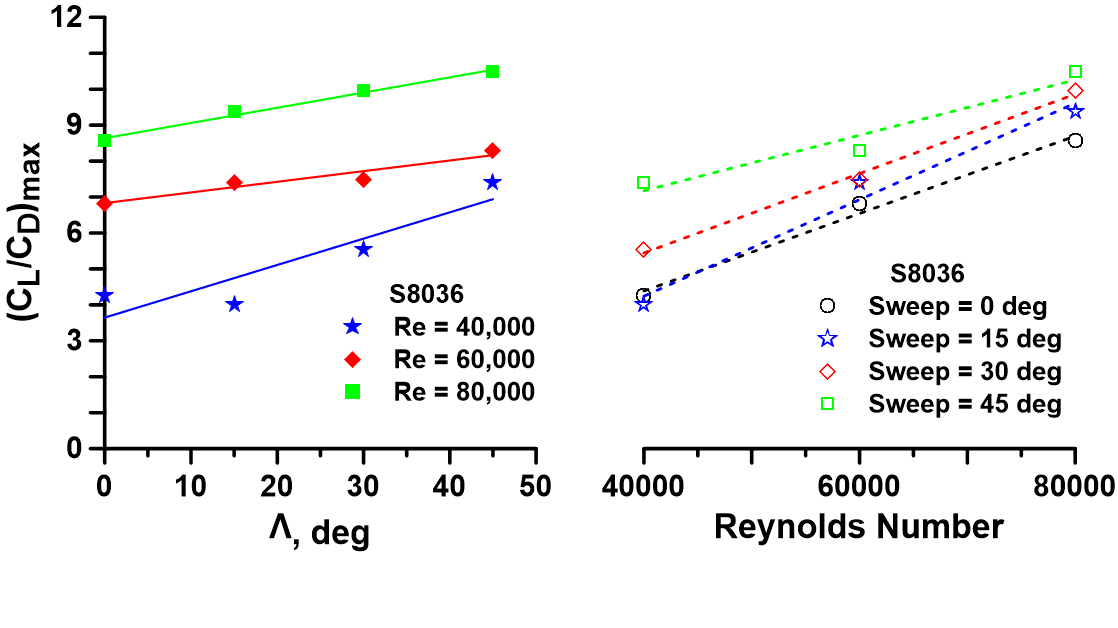 12
9
6
3
0
(CL/CD)max
0 10 20 30 40 50
Λ, deg
S8036
Re = 40,000
Re = 60,000
Re = 80,000
S8036
Sweep = 0 deg
Sweep = 15 deg
Sweep = 30 deg
Sweep = 45 deg
40000 60000 80000
Reynolds Number